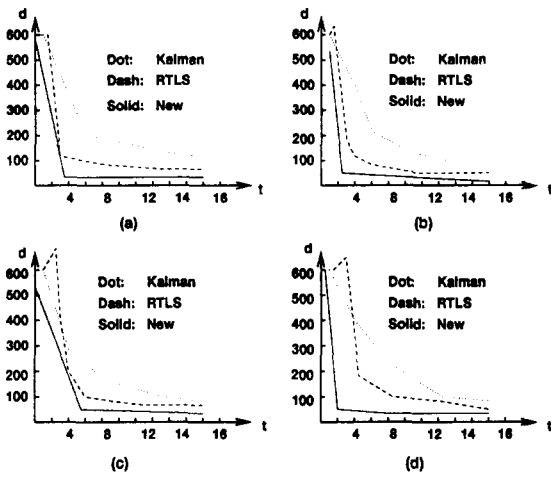 d
600
500
400
300
200
100
Dot: Kalman
Dash: RTLS
Solid: New
4 8 12 14 16 t
(a)
d
600
500
400
300
200
100
Dot: Kalman
Dash: RTLS
Solid: New
4 8 12 14 16 t
(b)
d
600
500
400
300
200
100
Dot: Kalman
Dash: RTLS
Solid: New
4 8 12 14 16 t
(c)
d
600
500
400
300
200
100
Dot: Kalman
Dash: RTLS
Solid: New
4 8 12 14 16 t
(d)